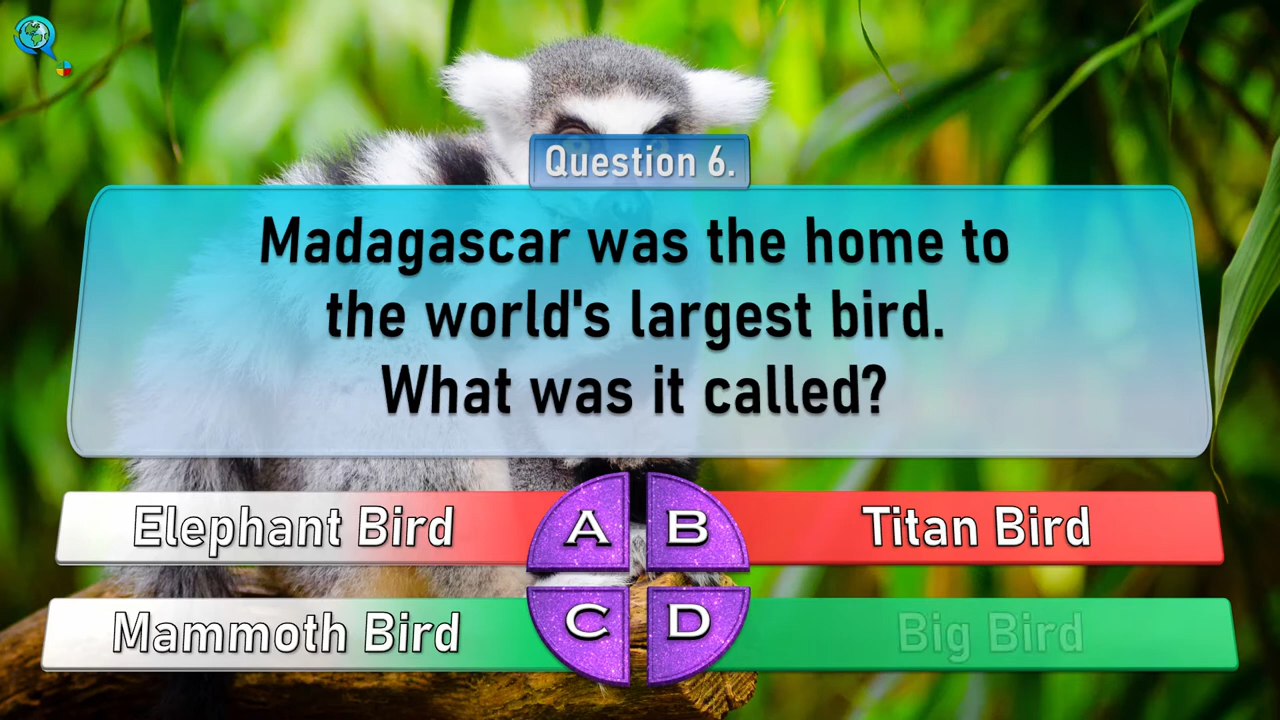 Question 6.
Madagascar was the home to
the world's largest bird.
What was it called?
Elephant Bird A B Titan Bird
Mammoth Bird C D Big Bird